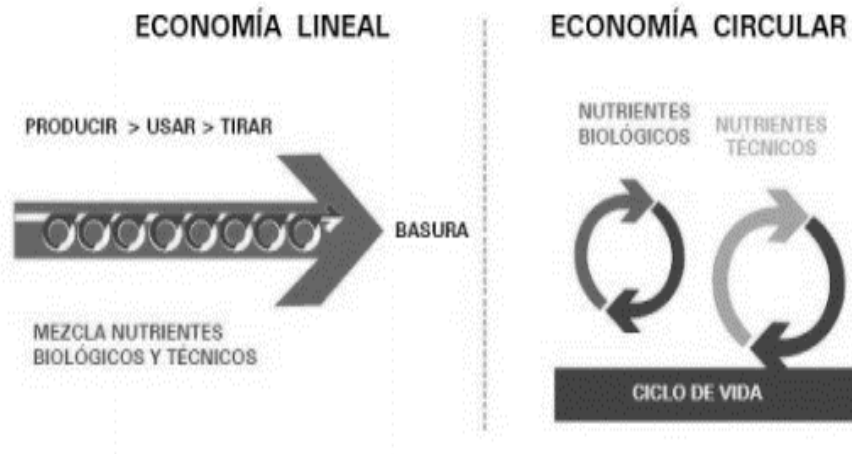 ECONOMÍA LINEAL
PRODUCIR > USAR > TIRAR
BASURA
MEZCLA NUTRIENTES
BIOLÓGICOS Y TÉCNICOS
ECONOMÍA CIRCULAR
NUTRIENTES
BIOLÓGICOS
NUTRIENTES
TÉCNICOS
CICLO DE VIDA